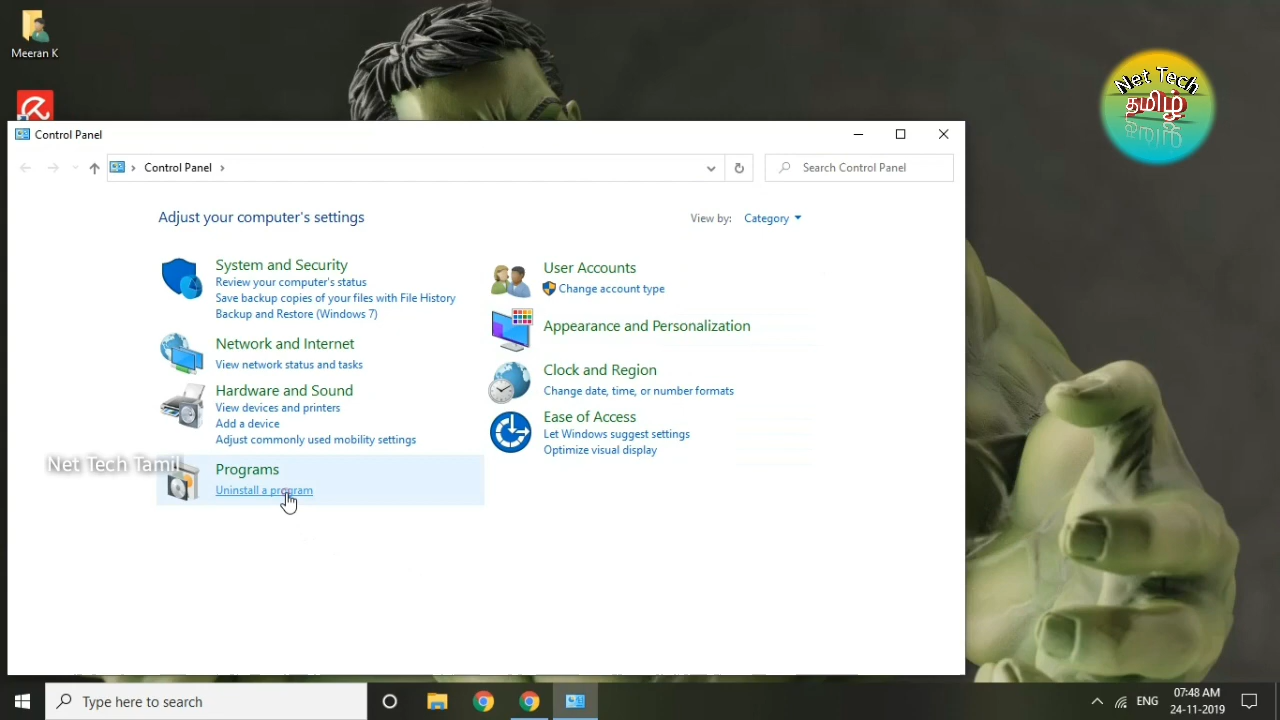 Meeran K
Net Tech
தமிழ்
Control Panel
Control Panel
Search Control Panel
Adjust your computer's settings
View by: Category
System and Security
Review your computer's status
Save backup copies of your files with File History
Backup and Restore (Windows 7)
Network and Internet
View network status and tasks
Hardware and Sound
View devices and printers
Add a device
Adjust commonly used mobility settings
Programs
Uninstall a program
User Accounts
Change account type
Appearance and Personalization
Clock and Region
Change date, time, or number formats
Ease of Access
Let Windows suggest settings
Optimize visual display
Net Tech Tamil
Type here to search
ENG
07:48 AM
24-11-2019